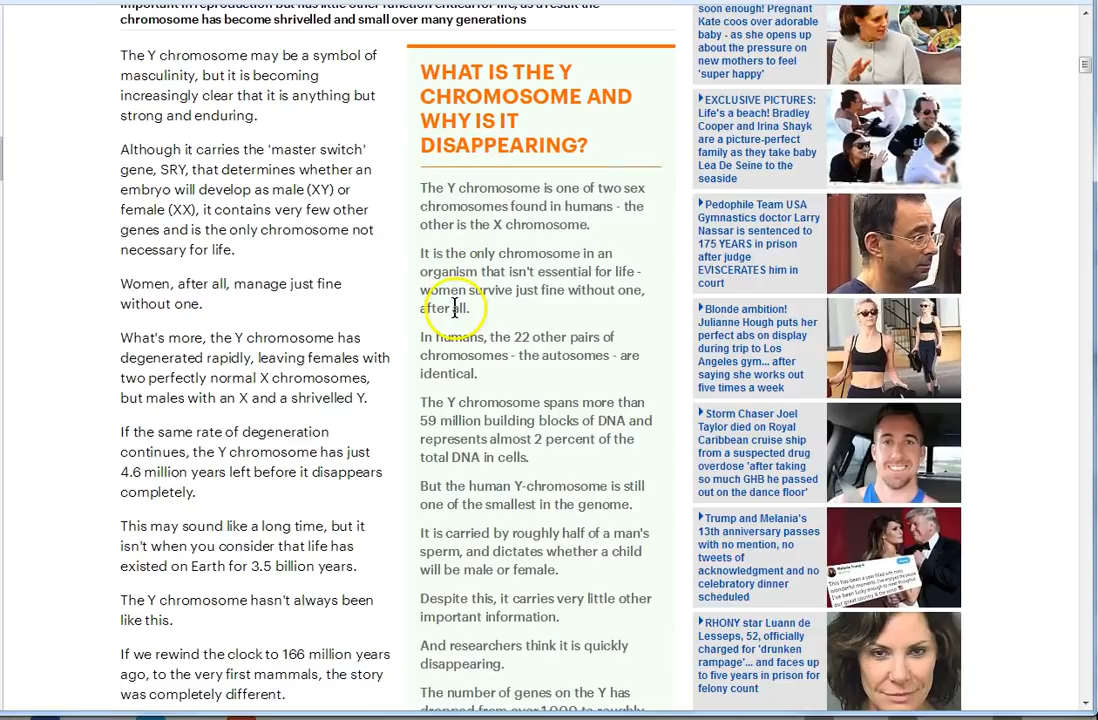 important in reproduction but has little other function critical for life, as a result the
chromosome has become shrivelled and small over many generations
The Y chromosome may be a symbol of
masculinity, but it is becoming
increasingly clear that it is anything but
strong and enduring.
Although it carries the 'master switch'
gene, SRY, that determines whether an
embryo will develop as male (XY) or
female (XX), it contains very few other
genes and is the only chromosome not
necessary for life.
Women, after all, manage just fine
without one.
What's more, the Y chromosome has
degenerated rapidly, leaving females with
two perfectly normal X chromosomes,
but males with an X and a shrivelled Y.
If the same rate of degeneration
continues, the Y chromosome has just
4.6 million years left before it disappears
completely.
This may sound like a long time, but it
isn't when you consider that life has
existed on Earth for 3.5 billion years.
The Y chromosome hasn't always been
like this.
If we rewind the clock to 166 million years
ago, to the very first mammals, the story
was completely different.
WHAT IS THE Y
CHROMOSOME AND
WHY IS IT
DISAPPEARING?
The Y chromosome is one of two sex
chromosomes found in humans - the
other is the X chromosome.
It is the only chromosome in an
organism that isn't essential for life -
women survive just fine without one,
after all.
In humans, the 22 other pairs of
chromosomes - the autosomes - are
identical.
The Y chromosome spans more than
59 million building blocks of DNA and
represents almost 2 percent of the
total DNA in cells.
But the human Y-chromosome is still
one of the smallest in the genome.
It is carried by roughly half of a man's
sperm, and dictates whether a child
will be male or female.
Despite this, it carries very little other
important information.
And researchers think it is quickly
disappearing.
The number of genes on the Y has
dropped from over 1,000 to roughly
soon enough! Pregnant
Kate coos over adorable
baby - as she opens up
about the pressure on
new mothers to feel
'super happy'
EXCLUSIVE PICTURES:
Life's a beach! Bradley
Cooper and Irina Shayk
are a picture-perfect
family as they take baby
Lea De Seine to the
seaside
Pedophile Team USA
Gymnastics doctor Larry
Nassar is sentenced to
175 YEARS in prison
after judge
EVISCERATES him in
court
Blonde ambition!
Julianne Hough puts her
perfect abs on display
during trip to Los
Angeles gym... after
saying she works out
five times a week
Storm Chaser Joel
Taylor died on Royal
Caribbean cruise ship
from a suspected drug
overdose 'after taking
so much GHB he passed
out on the dance floor'
Trump and Melania's
13th anniversary passes
with no mention, no
tweets of
acknowledgment and no
celebratory dinner
scheduled
RHONY star Luann de
Lesseps, 52, officially
charged for 'drunken
rampage'... and faces up
to five years in prison for
felony count